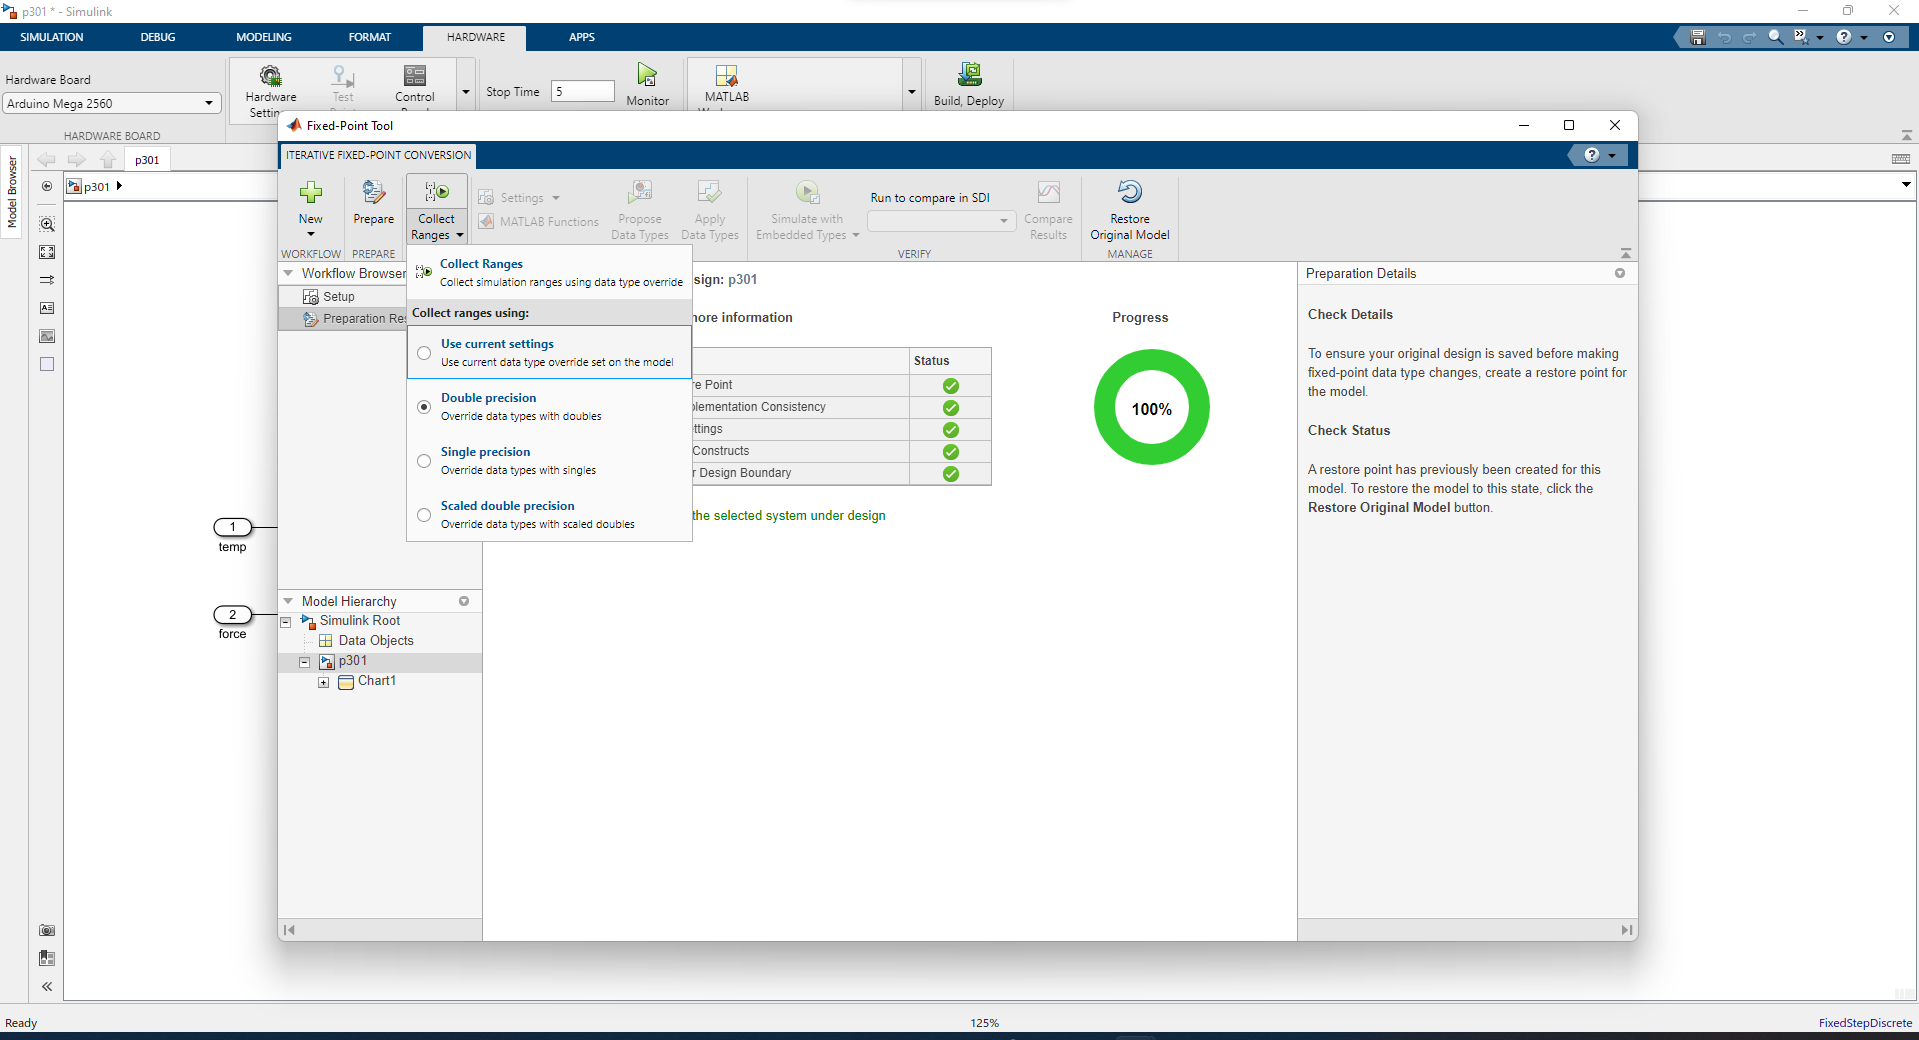 p301 * - Simulink
SIMULATION
DEBUG
MODELING
FORMAT
HARDWARE
APPS
Hardware Board
Arduino Mega 2560
HARDWARE BOARD
Hardware
Test
Control
Stop Time
5
Monitor
MATLAB
Build, Deploy
Fixed-Point Tool
ITERATIVE FIXED-POINT CONVERSION
New
Prepare
Collect
Ranges
Settings
MATLAB Functions
Propose
Data Types
Apply
Data Types
Simulate with
Embedded Types
Run to compare in SDI
Compare
Results
Restore
Original Model
WORKFLOW
PREPARE
VERIFY
MANAGE
Model Browser
p301
p301
Workflow Browser
Setup
Preparation Res
Collect Ranges
Collect simulation ranges using data type override
Collect ranges using:
Use current settings
Use current data type override set on the model
Double precision
Override data types with doubles
Single precision
Override data types with singles
Scaled double precision
Override data types with scaled doubles
sign: p301
more information
Status
re Point
plementation Consistency
ettings
Constructs
r Design Boundary
the selected system under design
Progress
100%
Preparation Details
Check Details
To ensure your original design is saved before making
fixed-point data type changes, create a restore point for
the model.
Check Status
A restore point has previously been created for this
model. To restore the model to this state, click the
Restore Original Model button.
1
temp
2
force
Model Hierarchy
Simulink Root
Data Objects
p301
Chart1
Ready
125%
FixedStepDiscrete